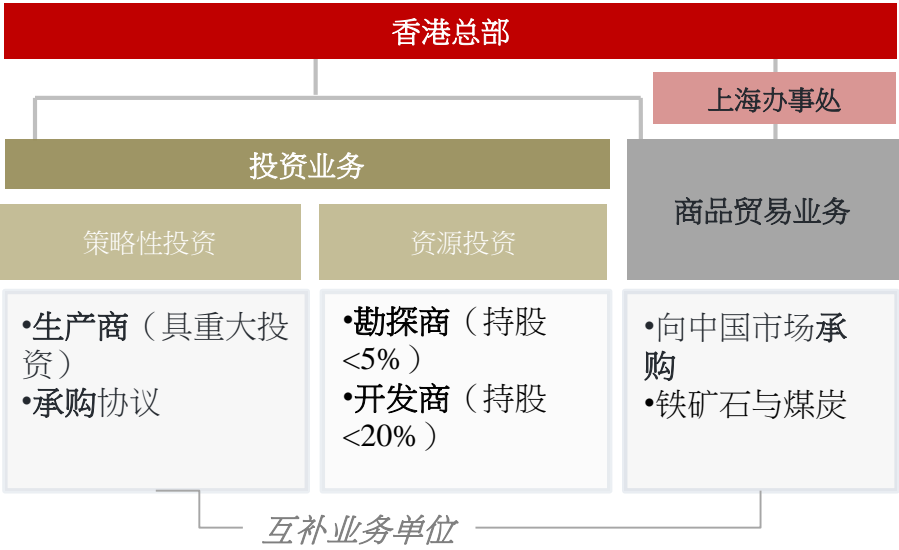 香港总部
上海办事处
投资业务
商品贸易业务
策略性投资
资源投资
•生产商（具重大投
资）
•承购协议
•勘探商（持股
<5%）
•开发商（持股
<20%）
•向中国市场承
购
•铁矿石与煤炭
互补业务单位